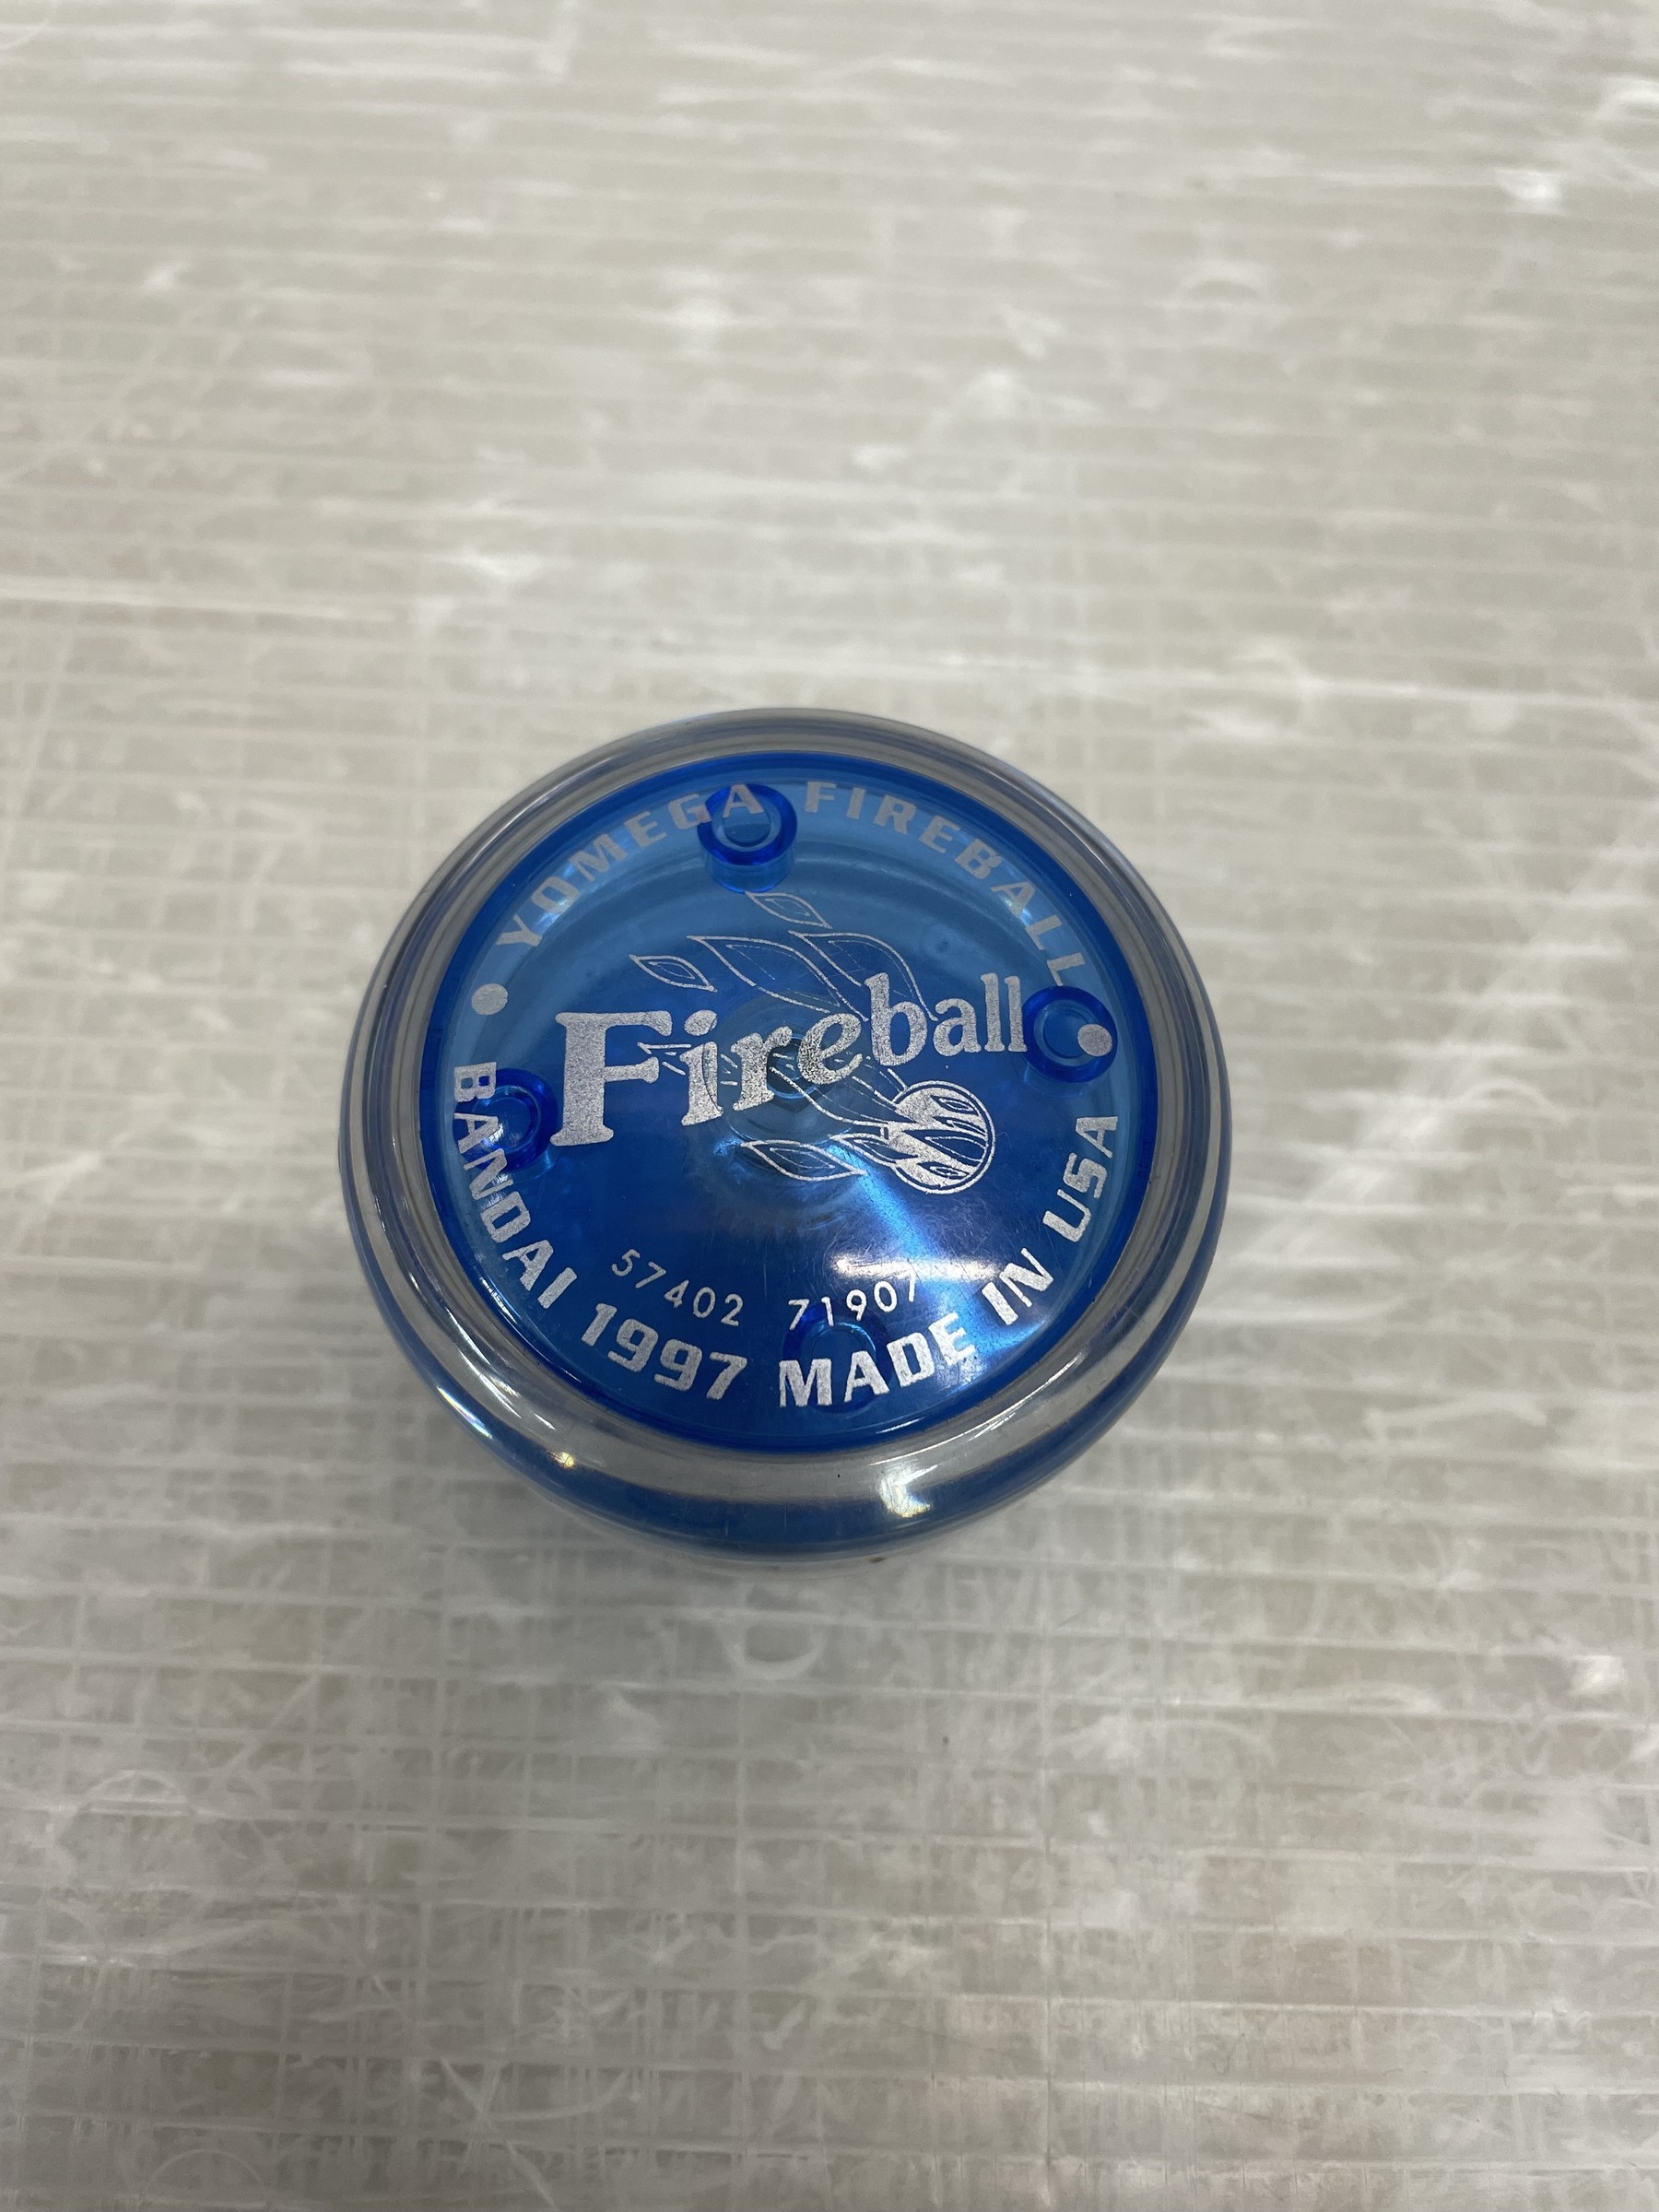 YOMEGA FIREBALL
Fireball
57402 71907
BANDAI 1997 MADE IN USA